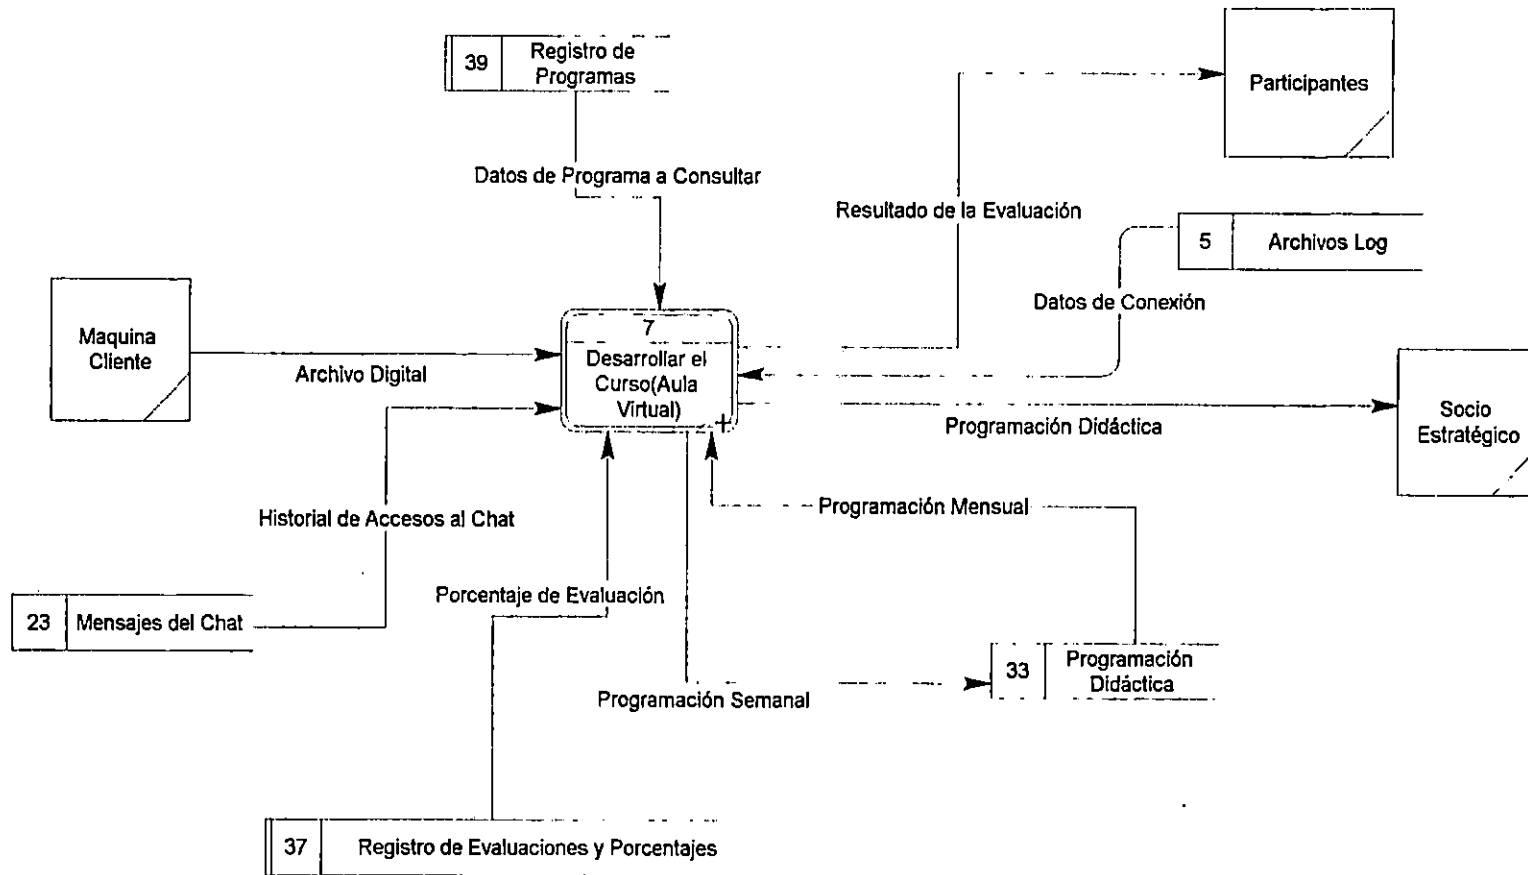 39
Registro de
Programas
Participantes
Datos de Programa a Consultar
Resultado de la Evaluación
5
Archivos Log
Datos de Conexión
Maquina
Cliente
Archivo Digital
7
Desarrollar el
Curso(Aula
Virtual)
+
Programación Didáctica
Socio
Estratégico
Historial de Accesos al Chat
Programación Mensual
Porcentaje de Evaluación
23
Mensajes del Chat
33
Programación
Didáctica
Programación Semanal
37
Registro de Evaluaciones y Porcentajes